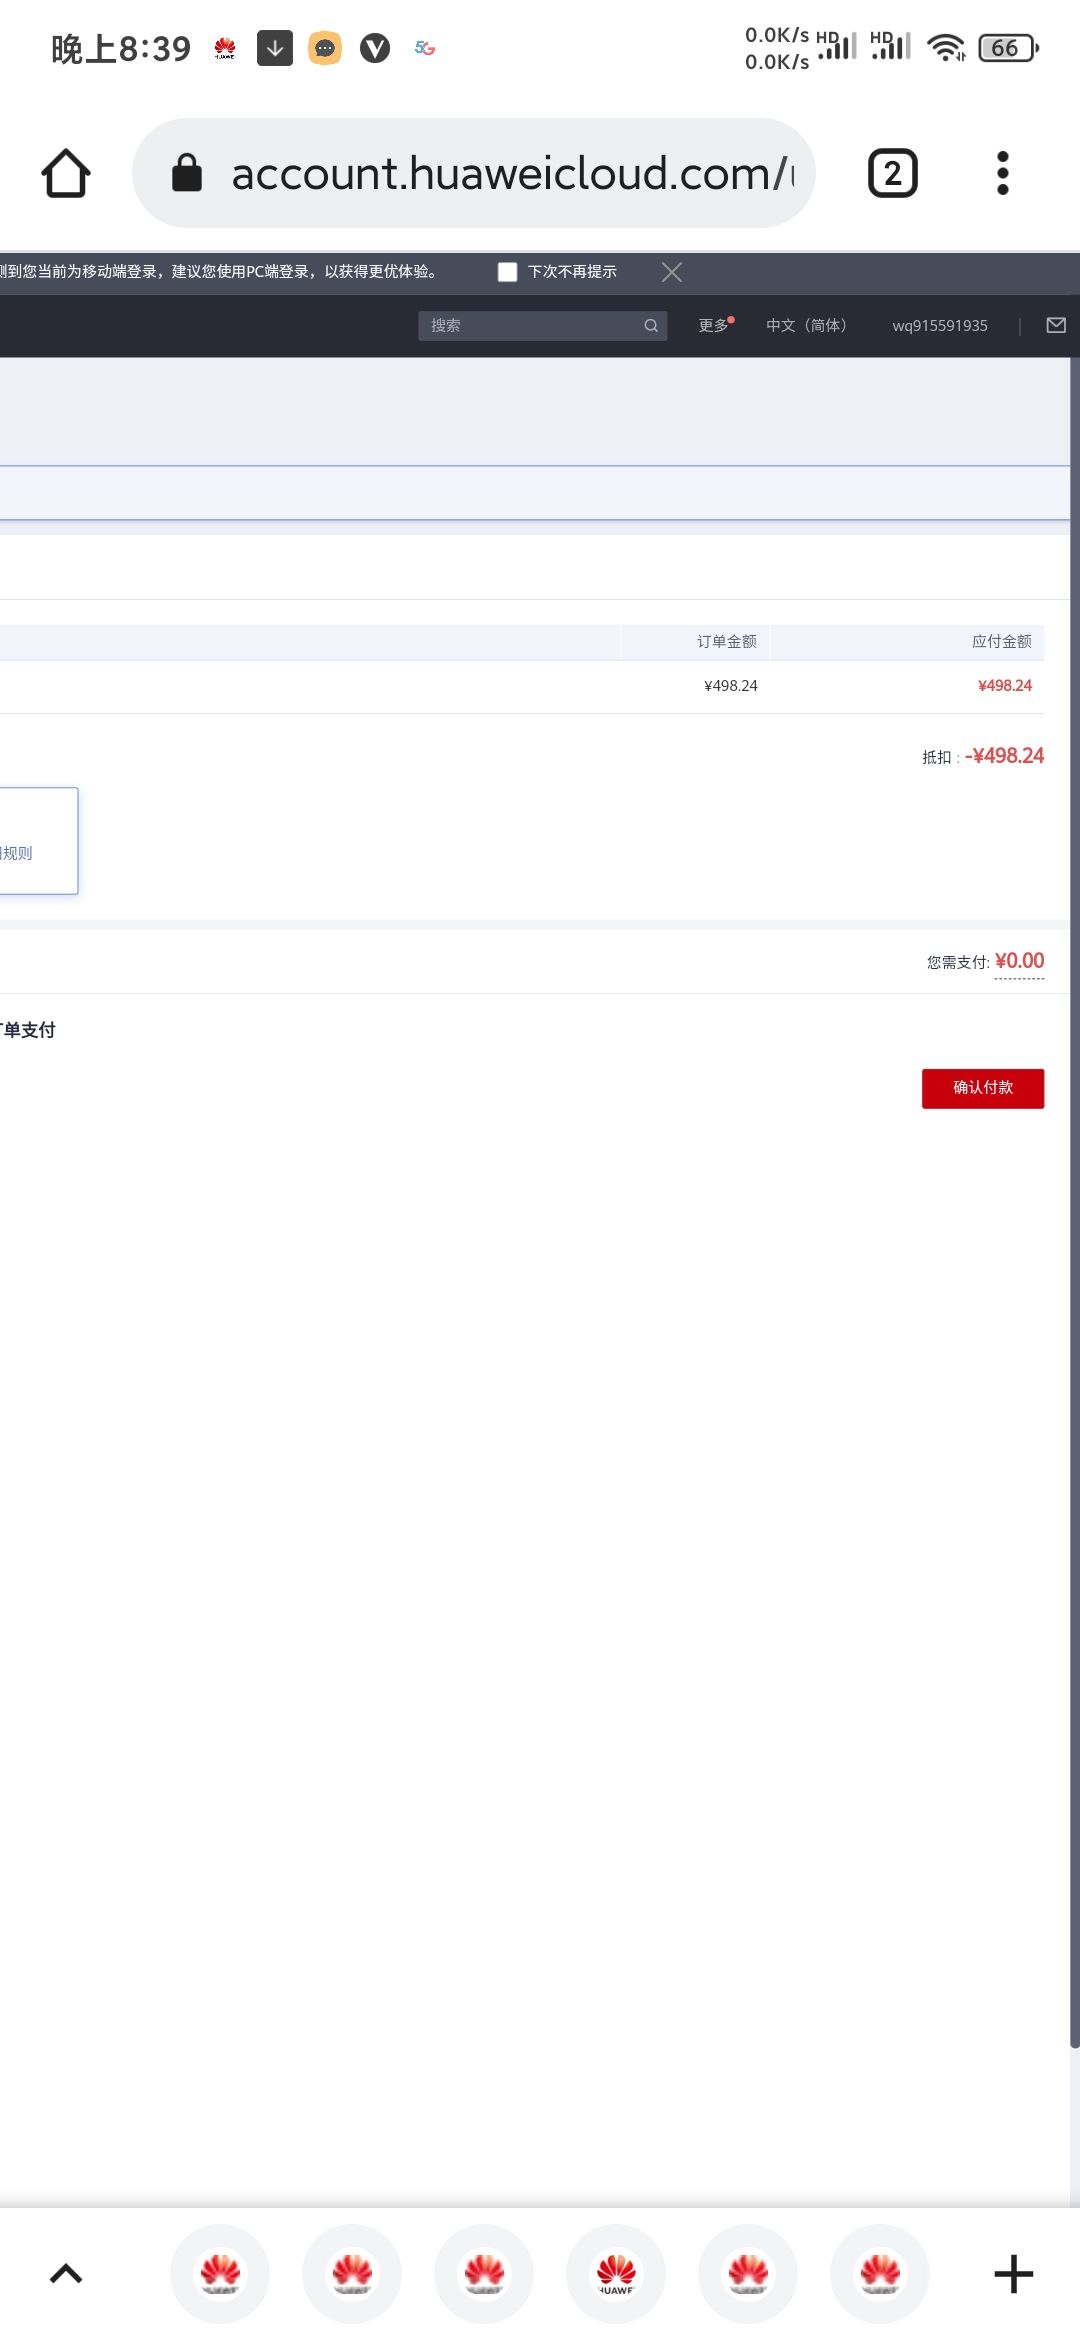 晚上8:39
0.0K/s
0.0K/s
HD
HD
66
HUAWEI
5G
account.huaweicloud.com/
2
到您当前为移动端登录，建议您使用PC端登录，以获得更优体验。
下次不再提示
搜索
更多
中文（简体）
wq915591935
订单金额
应付金额
¥498.24
¥498.24
抵扣 : -¥498.24
规则
您需支付: ¥0.00
单支付
确认付款
HUAWEI